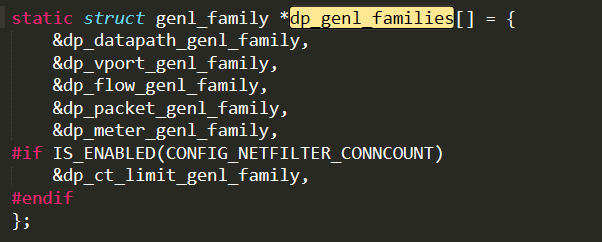 static struct genl_family *dp_genl_families[] = {
    &dp_datapath_genl_family,
    &dp_vport_genl_family,
    &dp_flow_genl_family,
    &dp_packet_genl_family,
    &dp_meter_genl_family,
#if IS_ENABLED(CONFIG_NETFILTER_CONNCOUNT)
    &dp_ct_limit_genl_family,
#endif
};